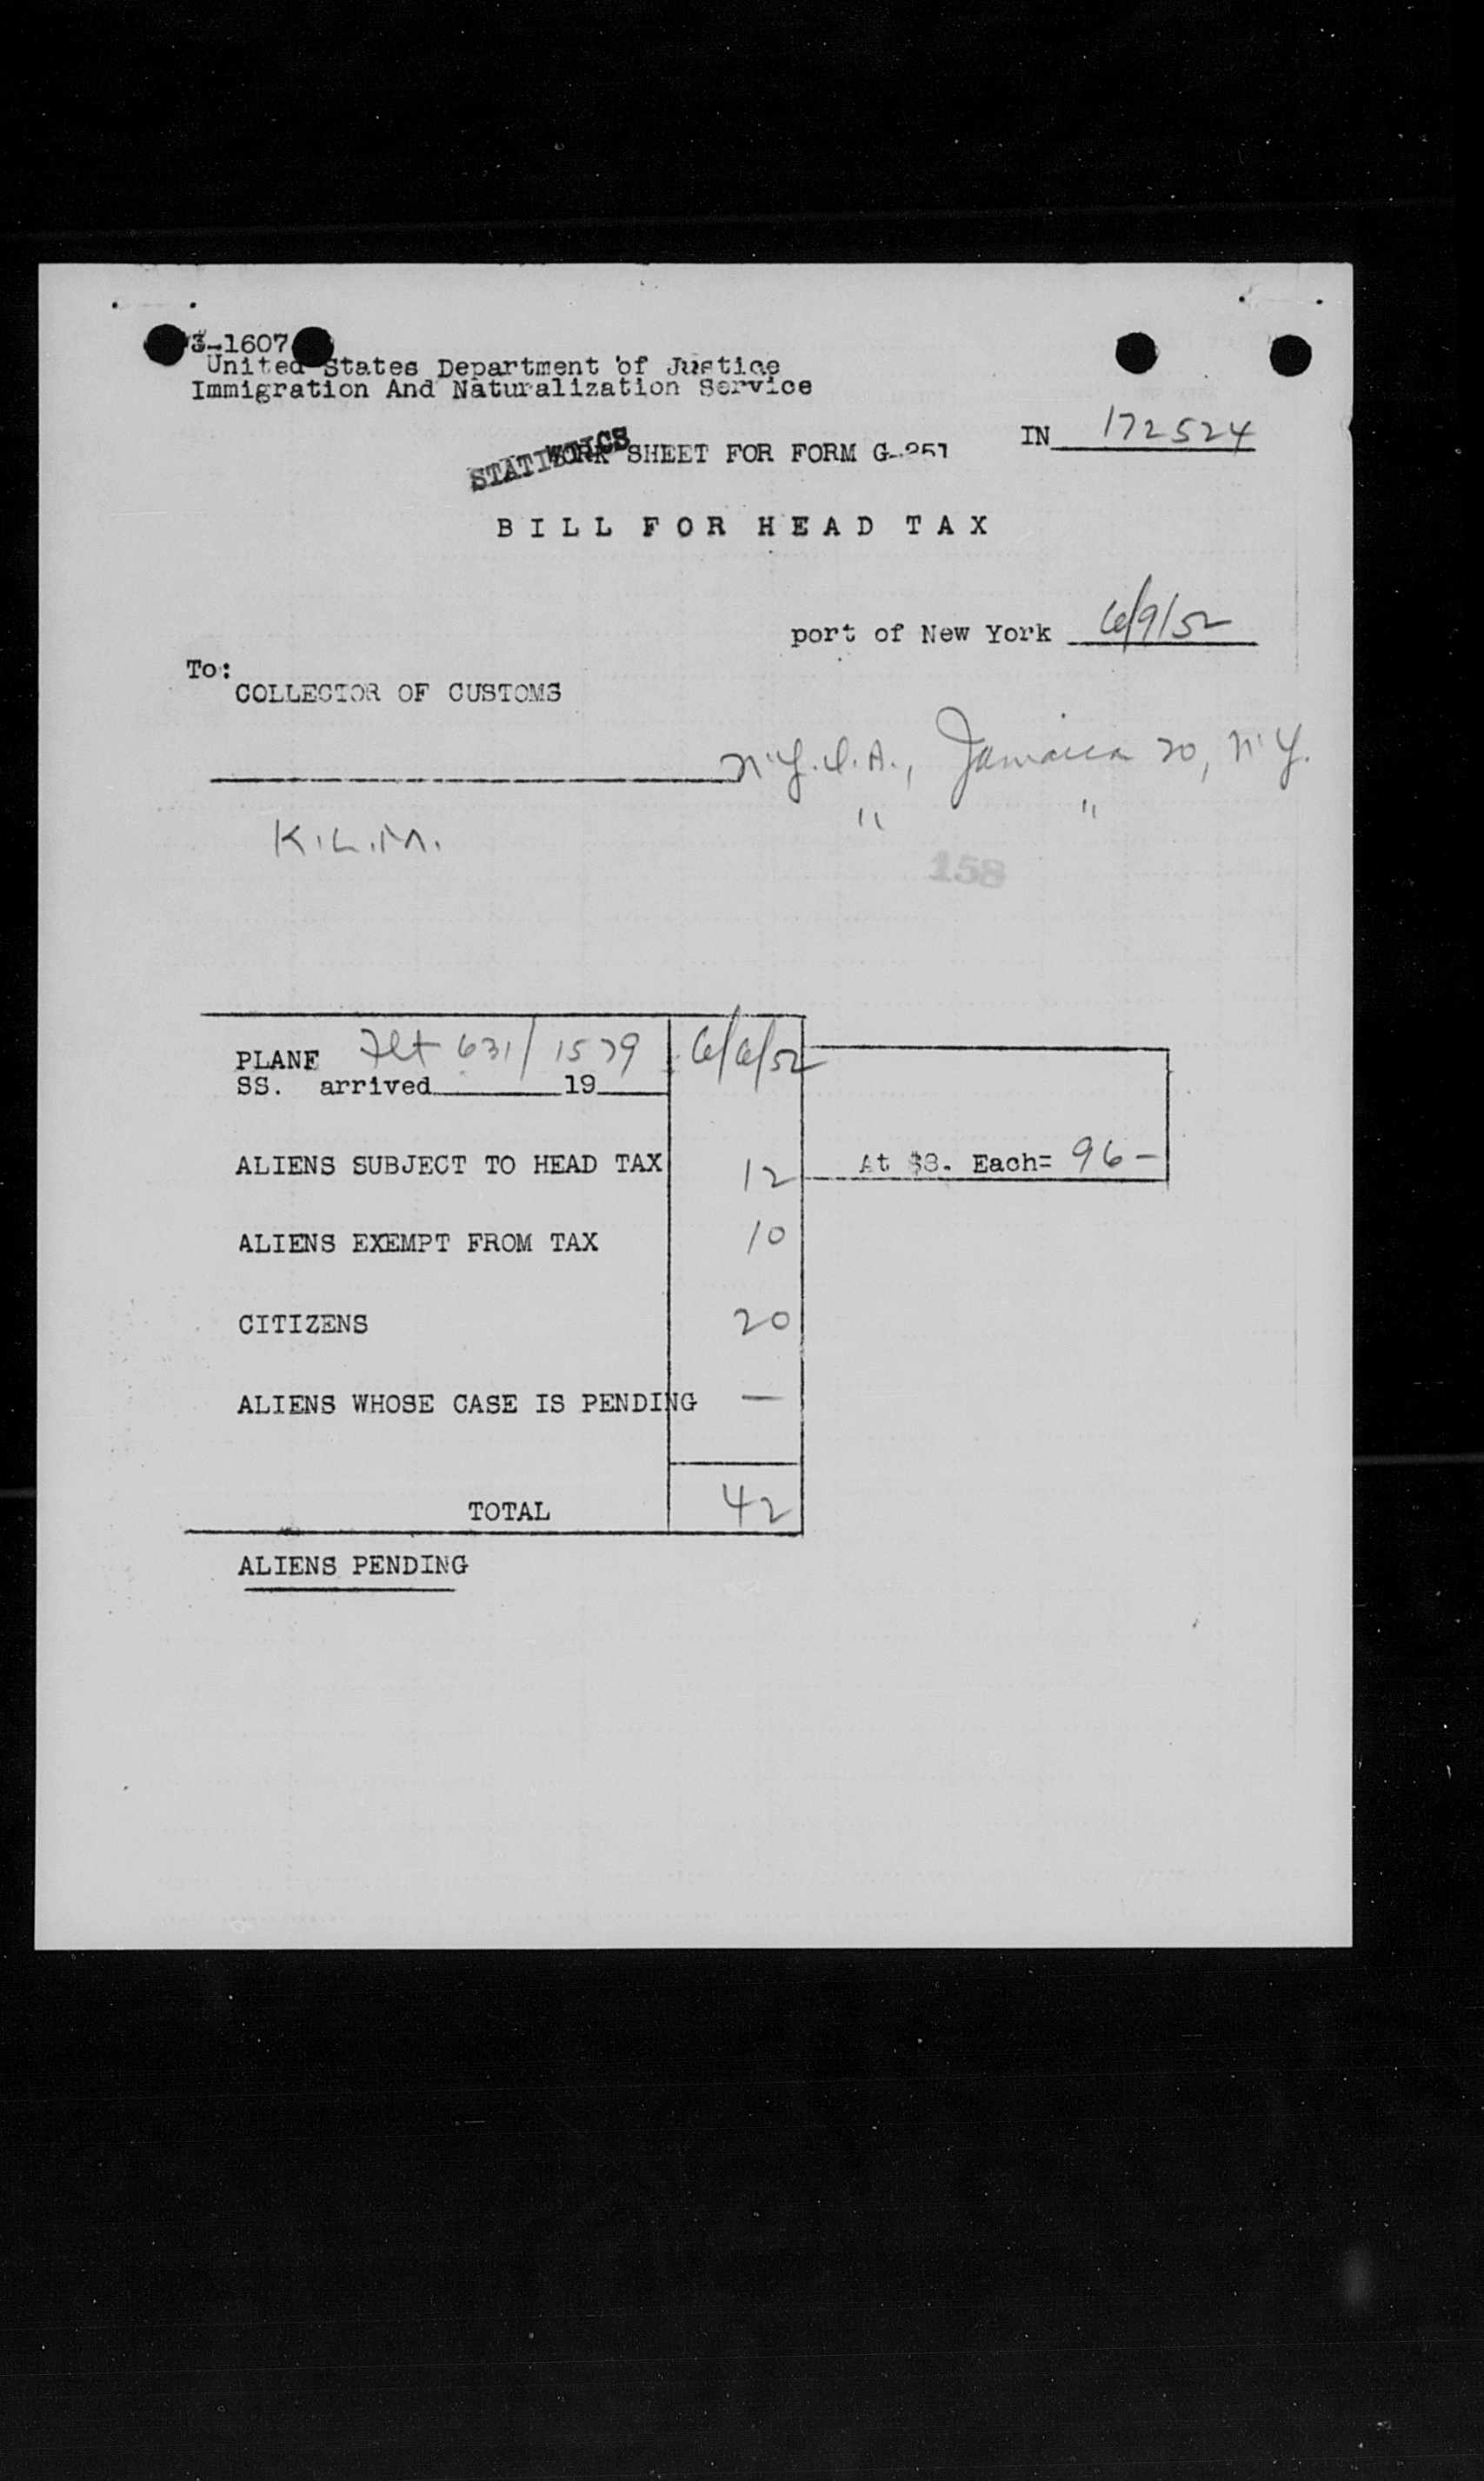 3-1607
United States Department of Justice
Immigration And Naturalization Service
IN 172524
STATISTICS
WORK SHEET FOR FORM G-251
BILL FOR HEAD TAX
port of New York 6/9/52
To:
COLLECTOR OF CUSTOMS
N.Y.I.A., Jamaica 20, N.Y.
K.L.M. " "
158
PLANE Flt 631/1579 6/6/52
SS. arrived 19
ALIENS SUBJECT TO HEAD TAX 12 At $8. Each= 96-
ALIENS EXEMPT FROM TAX 10
CITIZENS 20
ALIENS WHOSE CASE IS PENDING —
TOTAL 42
ALIENS PENDING